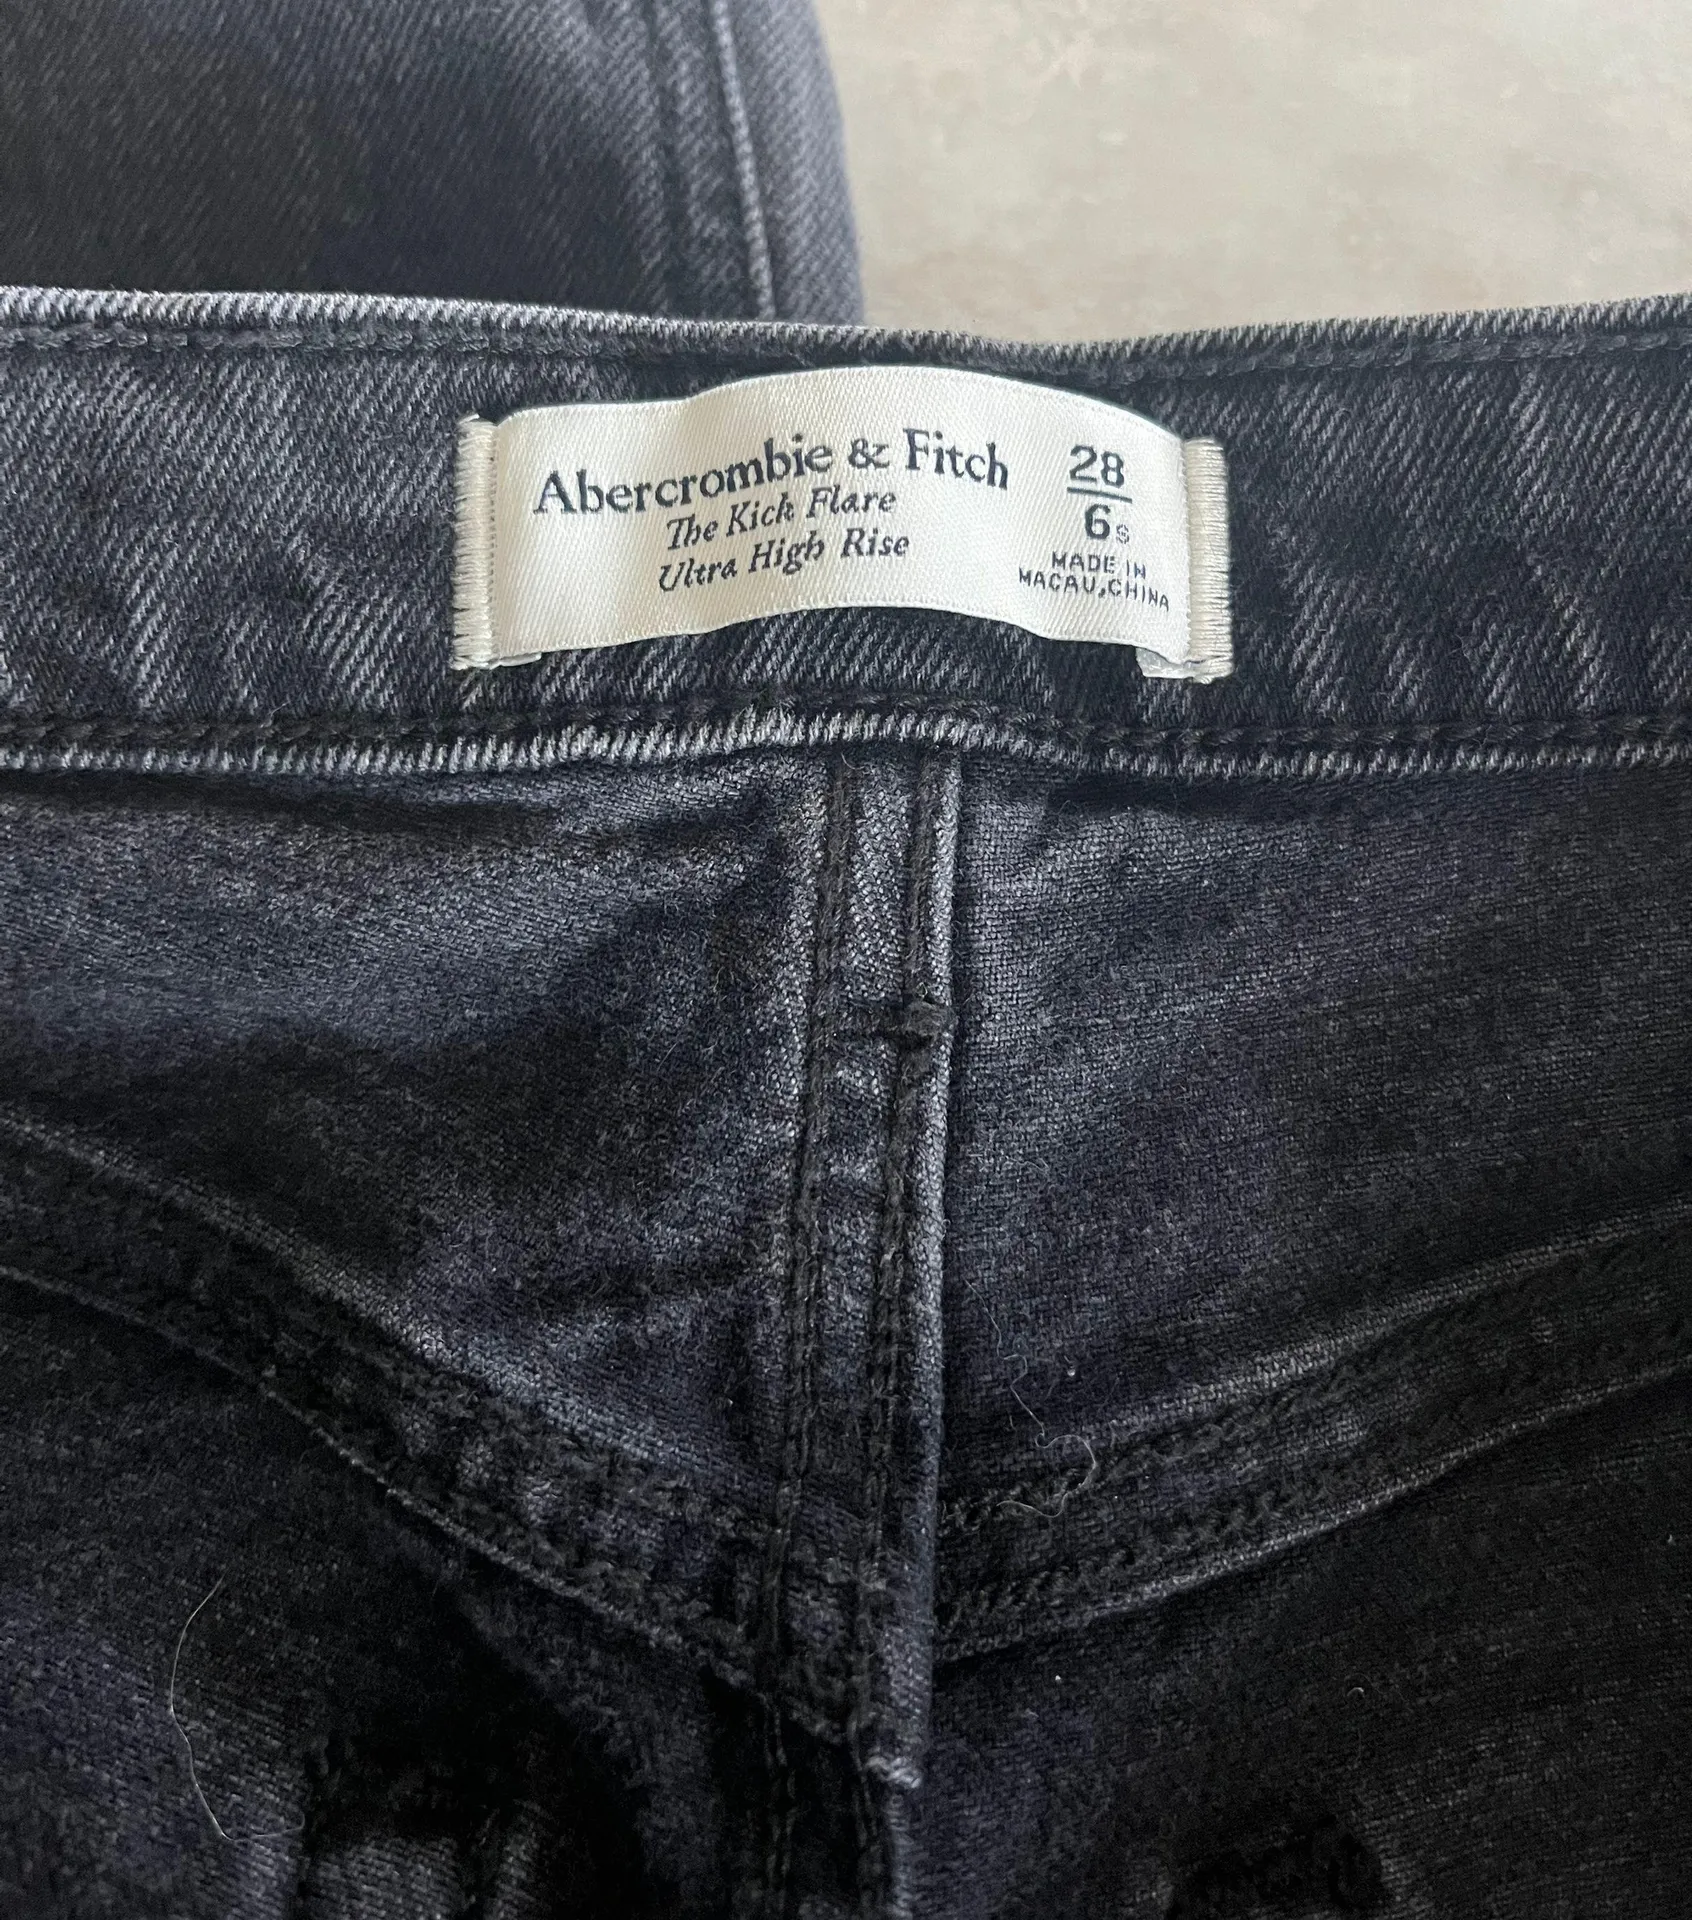 Abercrombie & Fitch
The Kick Flare
Ultra High Rise
28
6s
MADE IN
MACAU,CHINA